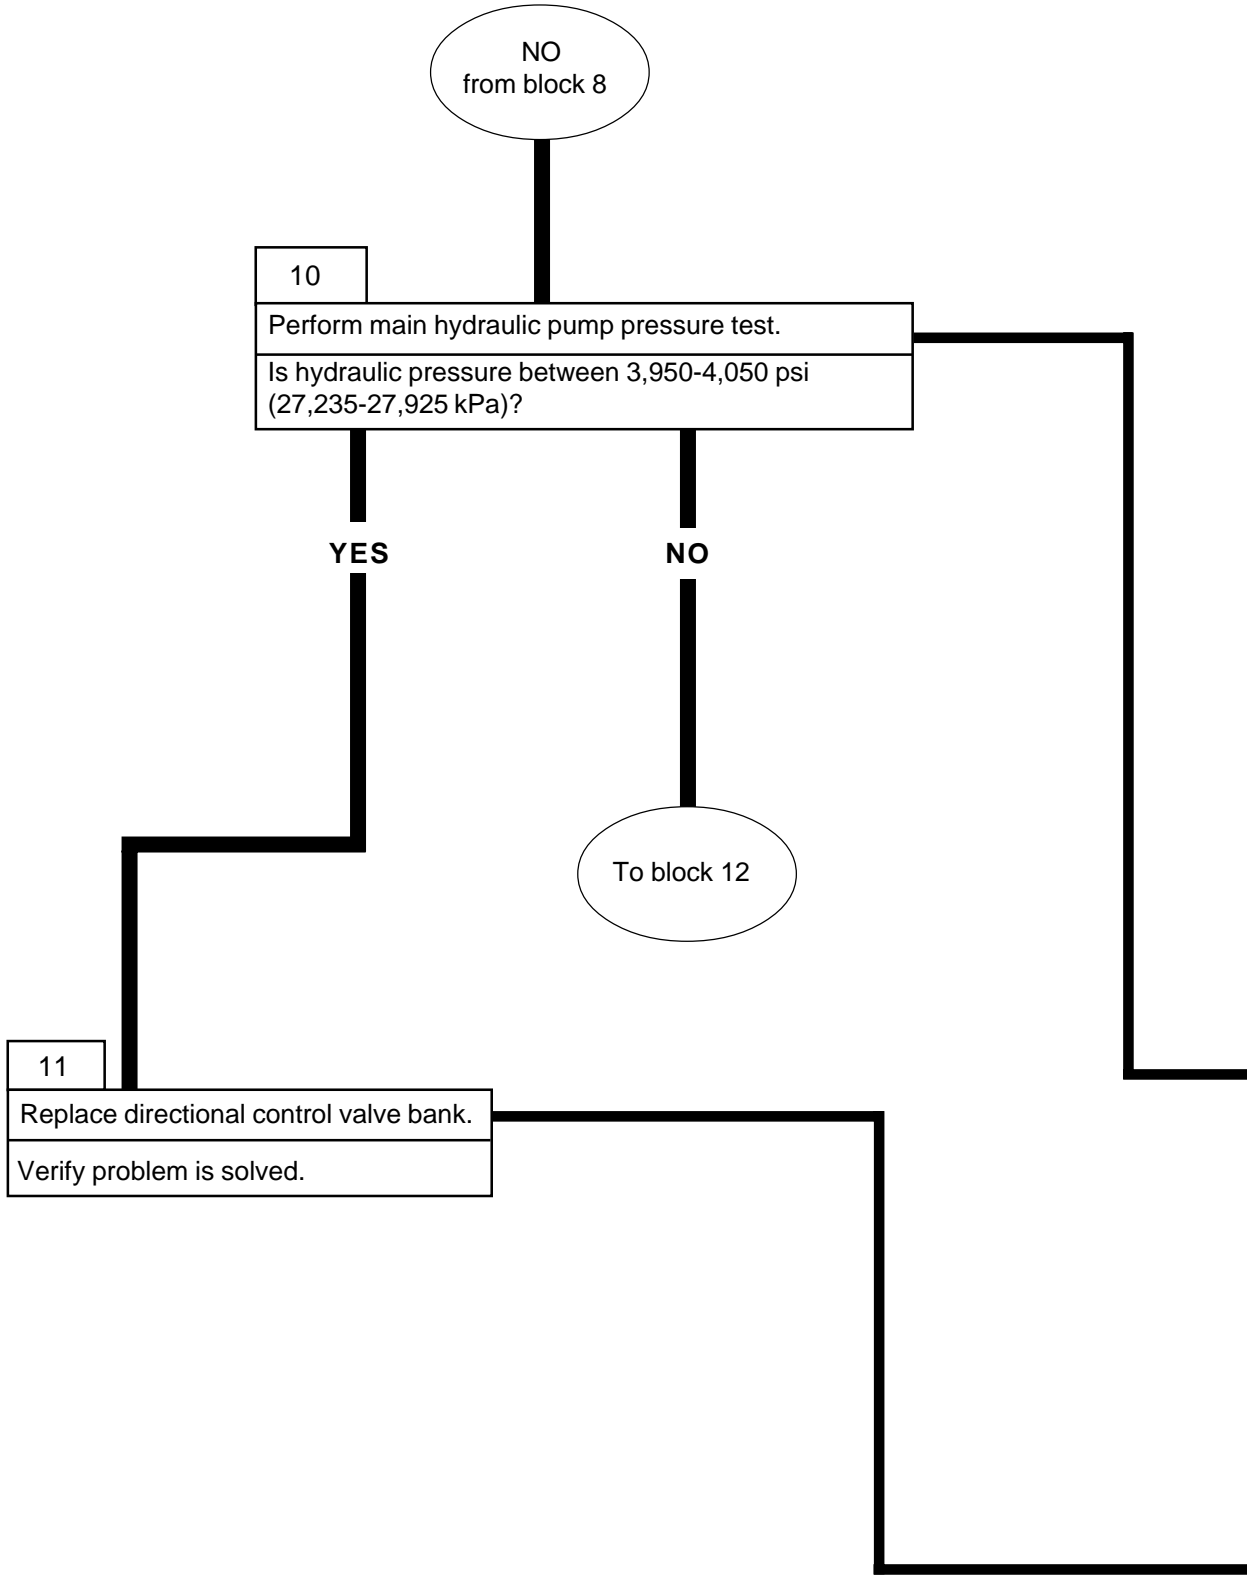 NO
from block 8
10
Perform main hydraulic pump pressure test.
Is hydraulic pressure between 3,950-4,050 psi
(27,235-27,925 kPa)?
YES
NO
To block 12
11
Replace directional control valve bank.
Verify problem is solved.